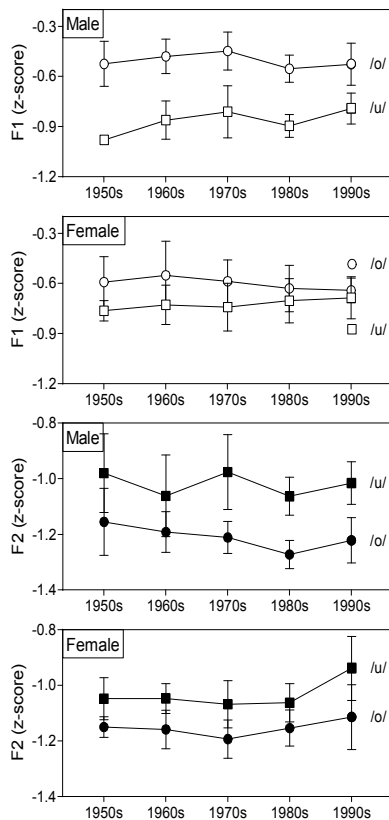 Male
F1 (z-score)
-0.3
-0.6
-0.9
-1.2
/o/
/u/
1950s 1960s 1970s 1980s 1990s
Female
F1 (z-score)
-0.3
-0.6
-0.9
-1.2
/o/
/u/
1950s 1960s 1970s 1980s 1990s
Male
F2 (z-score)
-0.8
-1.0
-1.2
-1.4
/u/
/o/
1950s 1960s 1970s 1980s 1990s
Female
F2 (z-score)
-0.8
-1.0
-1.2
-1.4
/u/
/o/
1950s 1960s 1970s 1980s 1990s